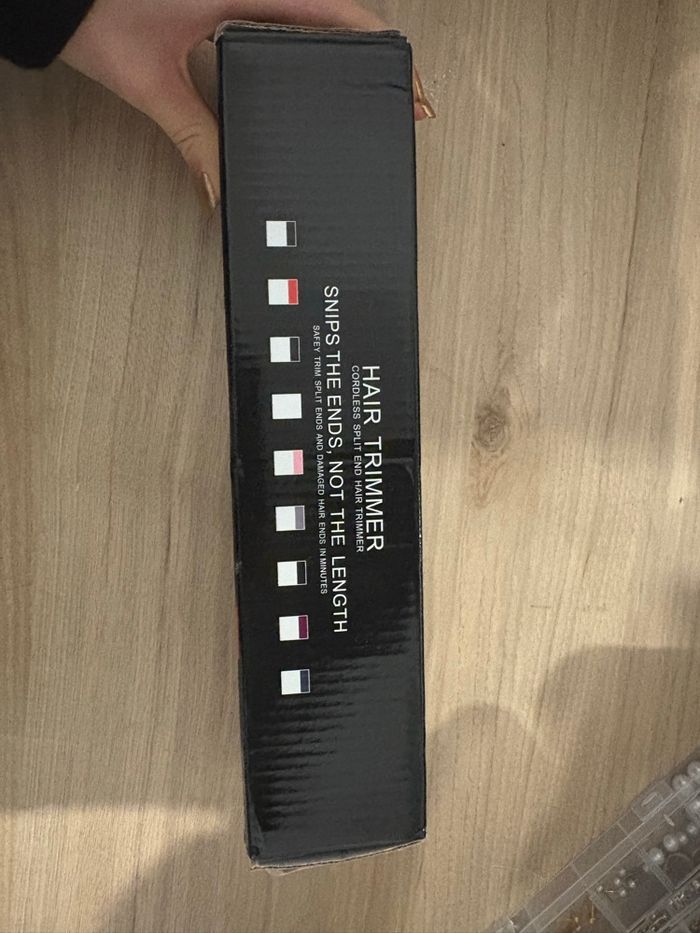 HAIR TRIMMER
CORDLESS SPLIT END HAIR TRIMMER
SNIPS THE ENDS, NOT THE LENGTH
SAFEY TRIM SPLIT ENDS AND DAMAGED HAIR ENDS IN MINUTES